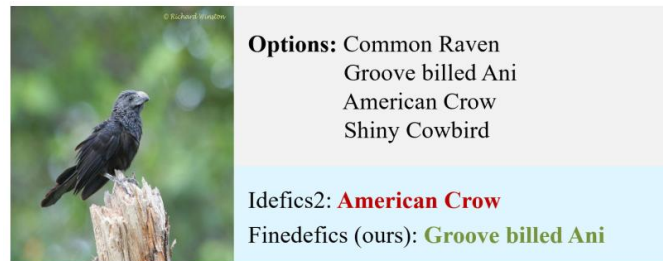 © Richard Winston
Options: Common Raven
Groove billed Ani
American Crow
Shiny Cowbird
Idefics2: American Crow
Finedefics (ours): Groove billed Ani